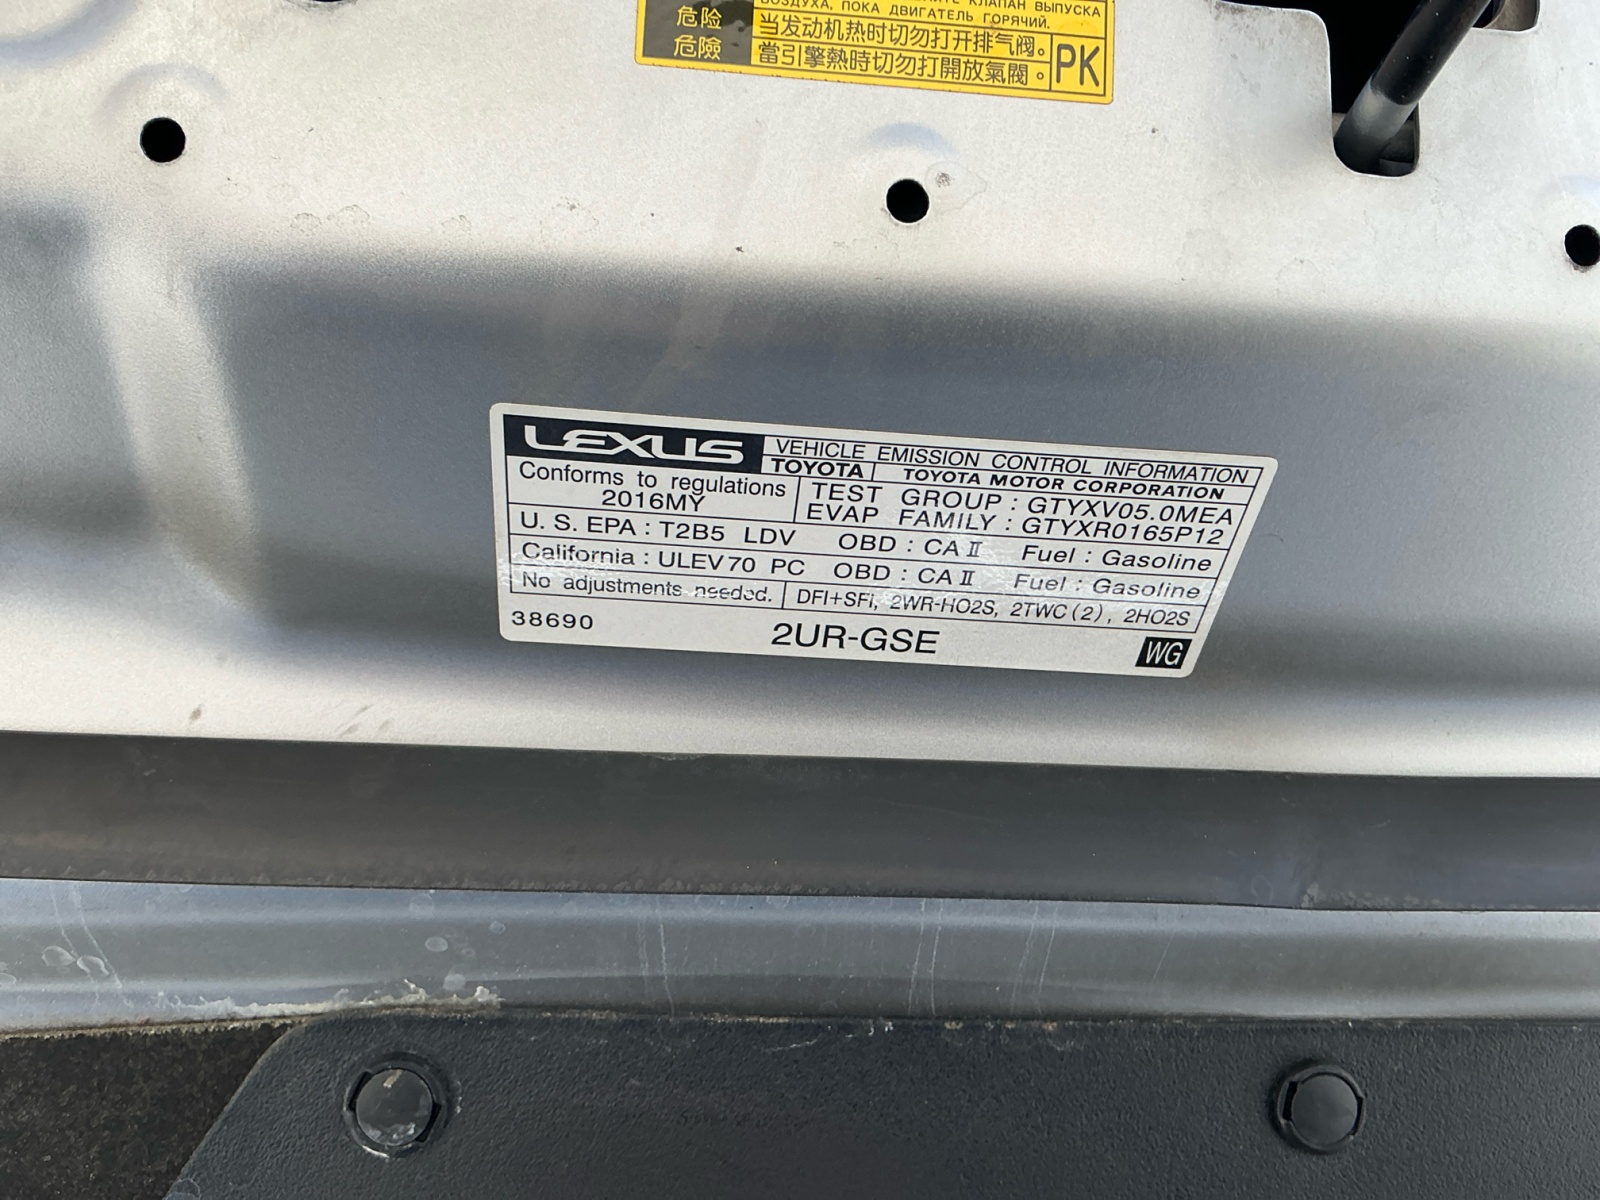 КЛАПАН ВЫПУСКА
ВОЗДУХА, ПОКА ДВИГАТЕЛЬ ГОРЯЧИЙ.
危险 当发动机热时切勿打开排气阀。
危險 當引擎熱時切勿打開放氣閥。
PK
LEXUS VEHICLE EMISSION CONTROL INFORMATION
TOYOTA TOYOTA MOTOR CORPORATION
Conforms to regulations
2016MY
TEST GROUP : GTYXV05.0MEA
EVAP FAMILY : GTYXR0165P12
U. S. EPA : T2B5 LDV OBD : CA II Fuel : Gasoline
California : ULEV70 PC OBD : CA II Fuel : Gasoline
No adjustments needed. DFI+SFI, 2WR-HO2S, 2TWC(2), 2HO2S
38690 2UR-GSE WG